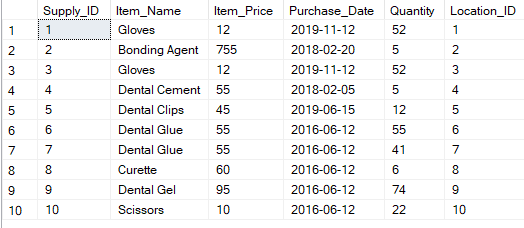 Supply_ID Item_Name Item_Price Purchase_Date Quantity Location_ID
1 1 Gloves 12 2019-11-12 52 1
2 2 Bonding Agent 755 2018-02-20 5 2
3 3 Gloves 12 2019-11-12 52 3
4 4 Dental Cement 55 2018-02-05 5 4
5 5 Dental Clips 45 2019-06-15 12 5
6 6 Dental Glue 55 2016-06-12 55 6
7 7 Dental Glue 55 2016-06-12 41 7
8 8 Curette 60 2016-06-12 6 8
9 9 Dental Gel 95 2016-06-12 74 9
10 10 Scissors 10 2016-06-12 22 10